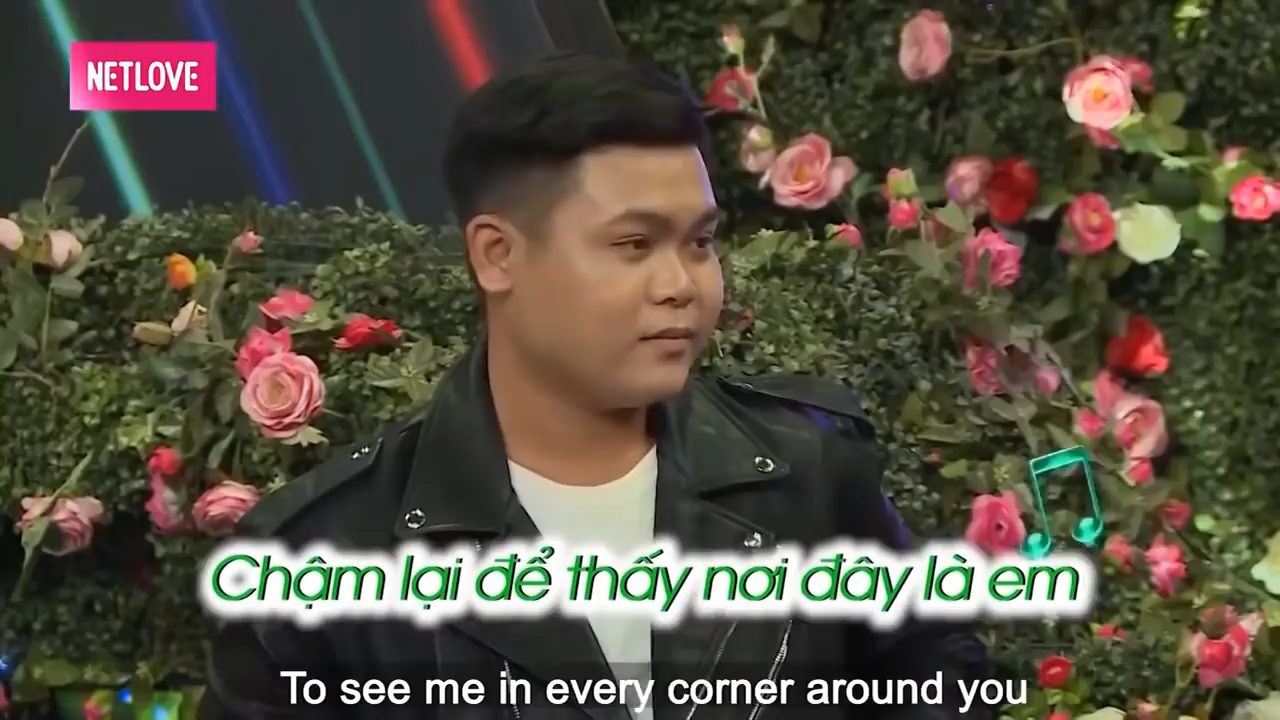 NETLOVE
Chậm lại để thấy nơi đây là em
To see me in every corner around you